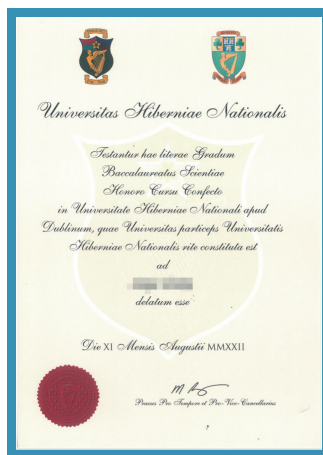 Universitas Hiberniae Nationalis
Testantur hae literae Gradum
Baccalaureatus Scientiae
Honoro Cursu Confecto
in Universitate Hiberniae Nationali apud
Dublinum, quae Universitas particeps Universitatis
Hiberniae Nationalis rite constituta est
ad
delatum esse
Die XI Mensis Augustii MMXXII
Praeses Pro Tempore et Pro-Vice-Cancellarius